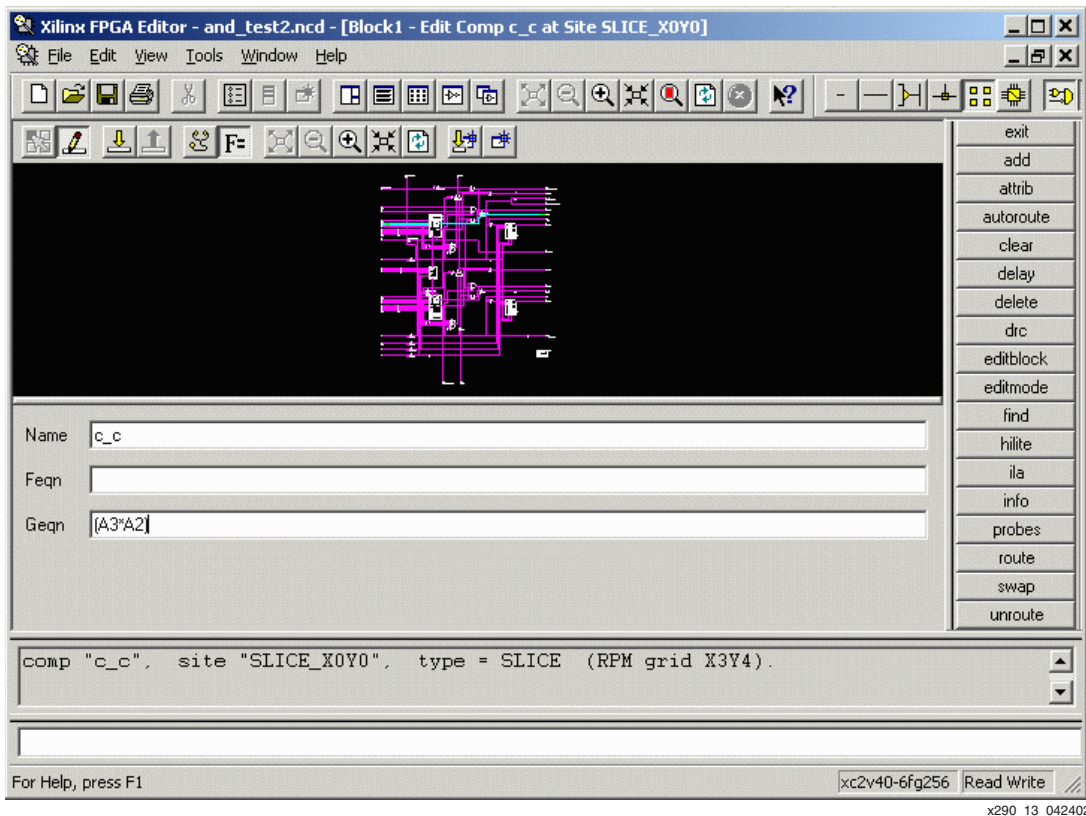 Xilinx FPGA Editor - and_test2.ncd - [Block1 - Edit Comp c_c at Site SLICE_X0Y0]
File Edit View Tools Window Help
F=
exit
add
attrib
autoroute
clear
delay
delete
drc
editblock
editmode
find
hilite
ila
info
probes
route
swap
unroute
Name c_c
Feqn
Geqn (A3*A2)
comp "c_c", site "SLICE_X0Y0", type = SLICE (RPM grid X3Y4).
For Help, press F1 xc2v40-6fg256 Read Write
x290_13_042402